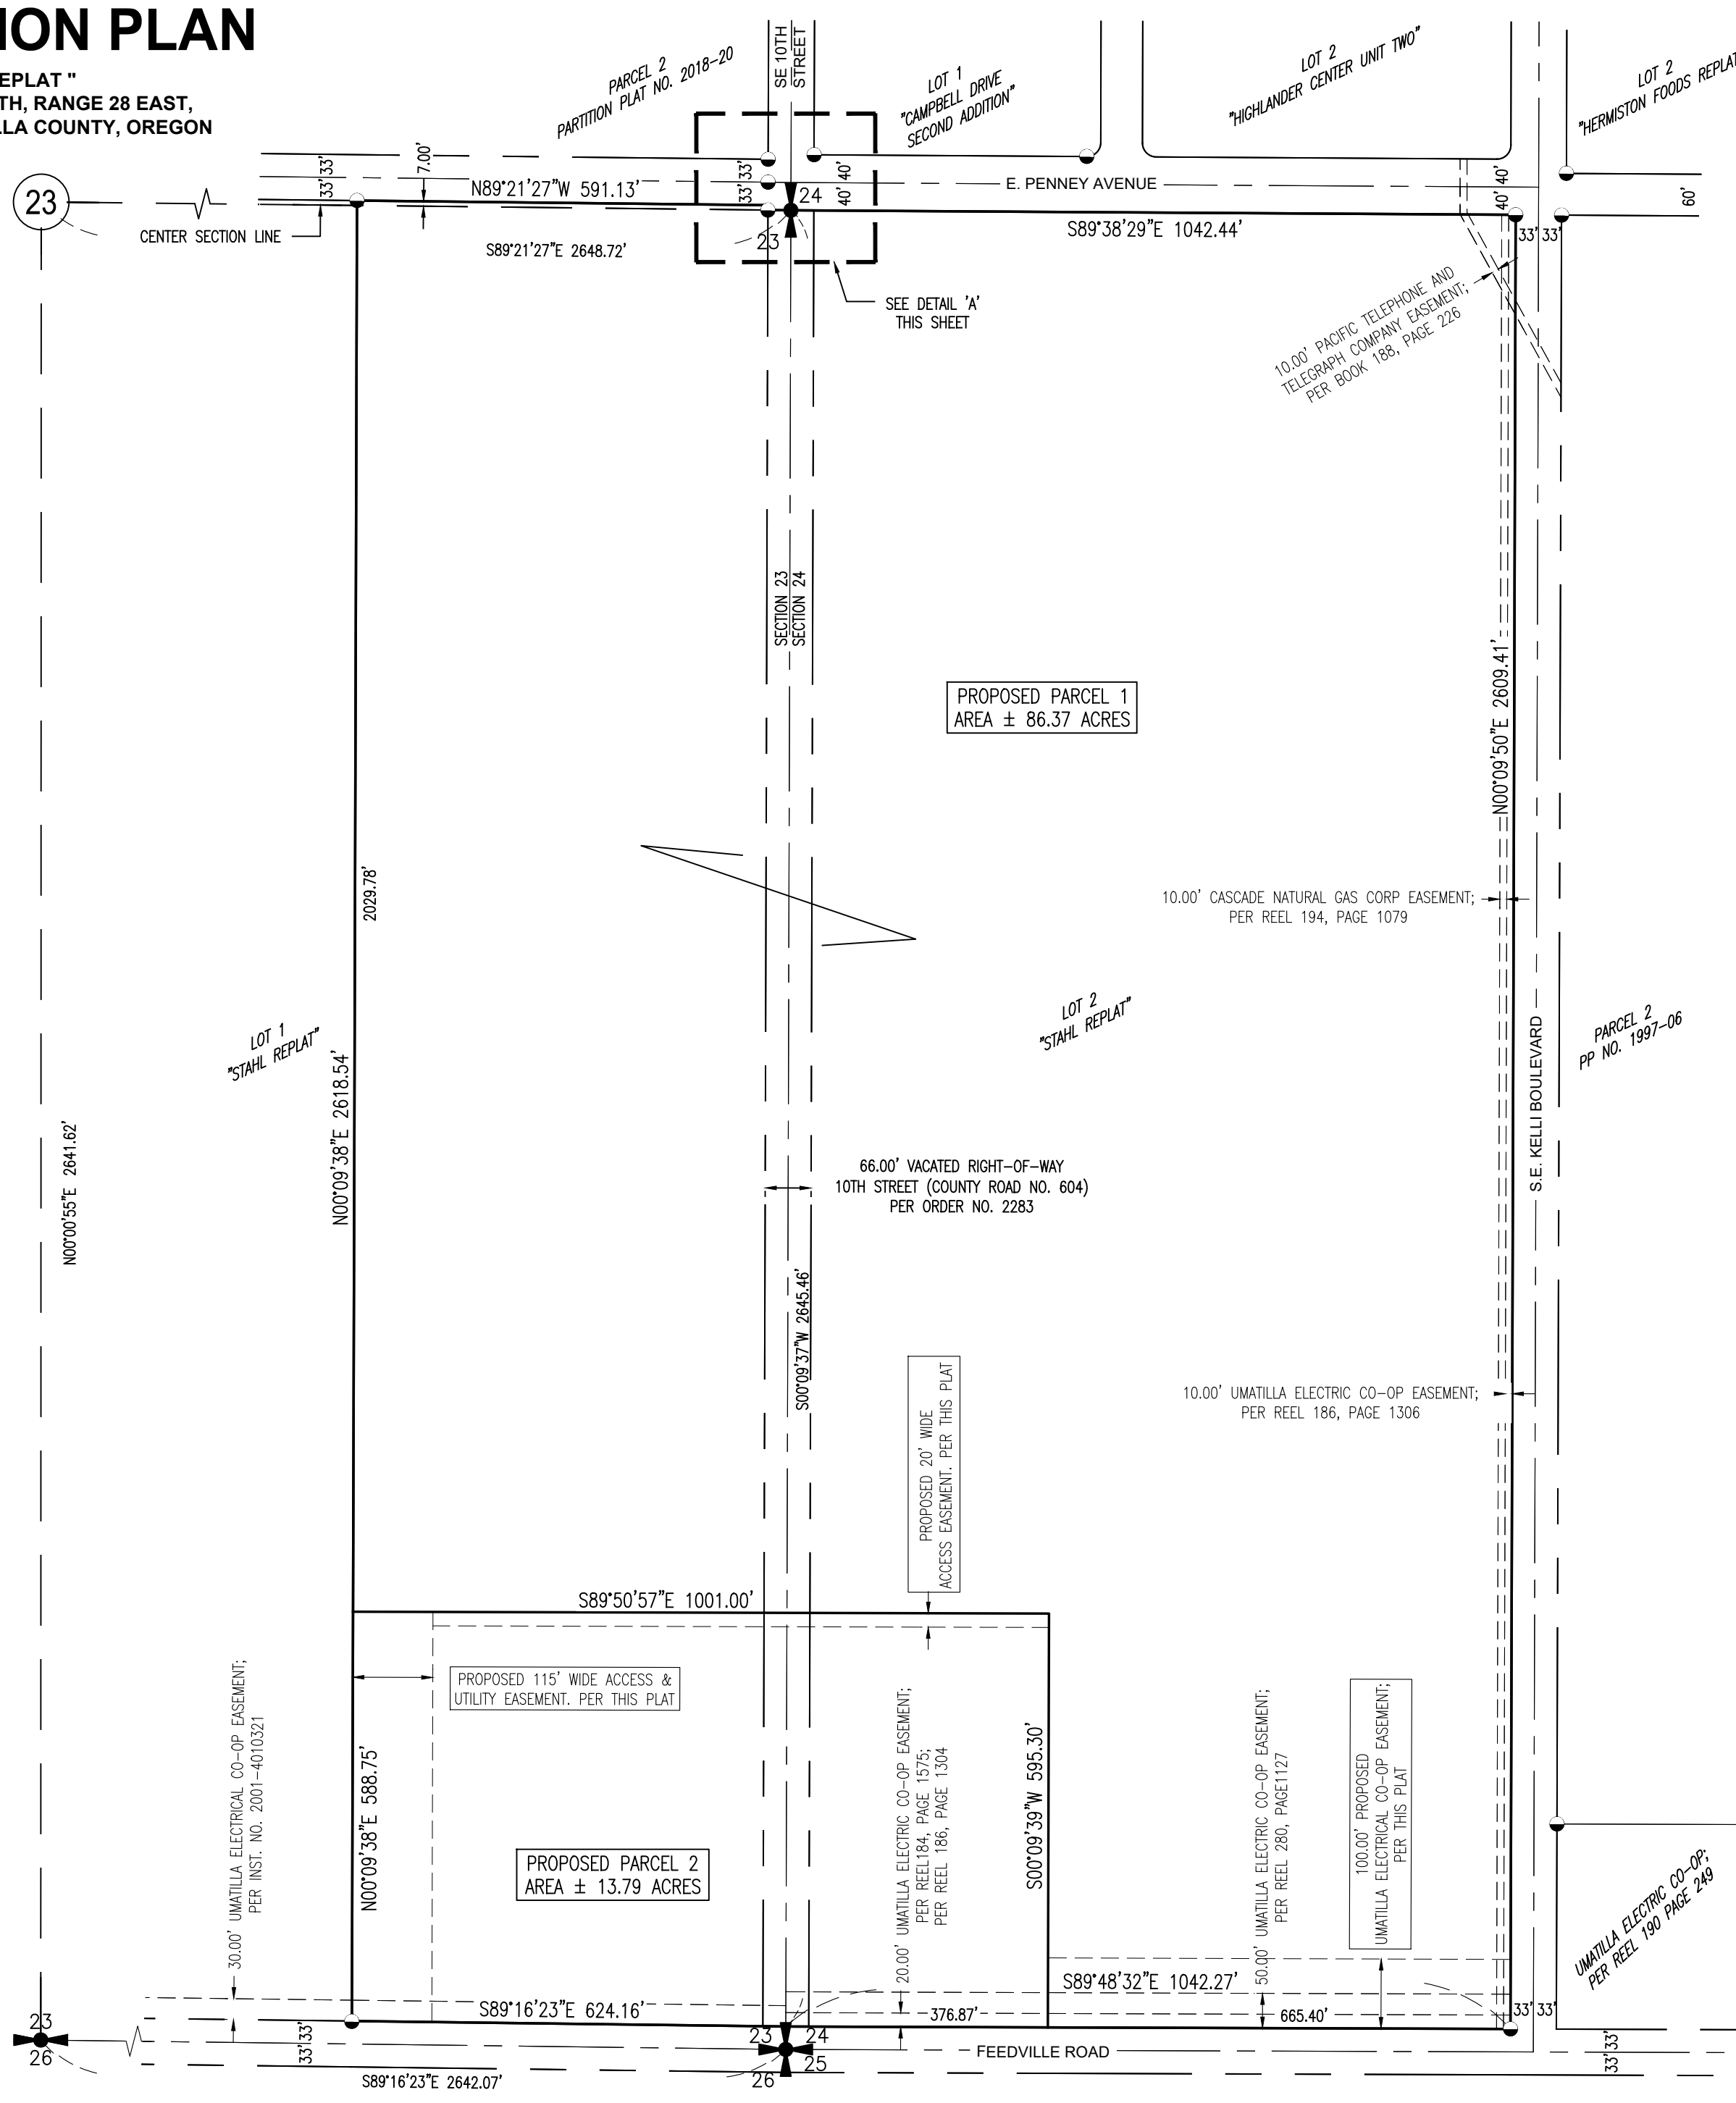 ION PLAN
EPLAT "
TH, RANGE 28 EAST,
LLA COUNTY, OREGON
PARCEL 2
PARTITION PLAT NO. 2018-20
SE 10TH
STREET
LOT 1
"CAMPBELL DRIVE
SECOND ADDITION"
LOT 2
"HIGHLANDER CENTER UNIT TWO"
LOT 2
"HERMISTON FOODS REPLAT
23
33' 33'
7.00'
N89°21'27"W 591.13'
33' 33'
24
40' 40'
E. PENNEY AVENUE
40' 40'
60'
CENTER SECTION LINE
S89°21'27"E 2648.72'
23
S89°38'29"E 1042.44'
33' 33'
SEE DETAIL 'A'
THIS SHEET
10.00' PACIFIC TELEPHONE AND
TELEGRAPH COMPANY EASEMENT;
PER BOOK 188, PAGE 226
SECTION 23
SECTION 24
PROPOSED PARCEL 1
AREA ± 86.37 ACRES
N00°09'50"E 2609.41'
2029.78'
10.00' CASCADE NATURAL GAS CORP EASEMENT;
PER REEL 194, PAGE 1079
LOT 1
"STAHL REPLAT"
LOT 2
"STAHL REPLAT"
PARCEL 2
PP NO. 1997-06
S.E. KELLI BOULEVARD
N00°00'55"E 2641.62'
N00°09'38"E 2618.54'
66.00' VACATED RIGHT-OF-WAY
10TH STREET (COUNTY ROAD NO. 604)
PER ORDER NO. 2283
S00°09'37"W 2645.46'
PROPOSED 20' WIDE
ACCESS EASEMENT. PER THIS PLAT
10.00' UMATILLA ELECTRIC CO-OP EASEMENT;
PER REEL 186, PAGE 1306
S89°50'57"E 1001.00'
PROPOSED 115' WIDE ACCESS &
UTILITY EASEMENT. PER THIS PLAT
30.00' UMATILLA ELECTRICAL CO-OP EASEMENT;
PER INST. NO. 2001-4010321
N00°09'38"E 588.75'
PROPOSED PARCEL 2
AREA ± 13.79 ACRES
20.00' UMATILLA ELECTRIC CO-OP EASEMENT;
PER REEL184, PAGE 1575;
PER REEL 186, PAGE 1304
S00°09'39"W 595.30'
50.00' UMATILLA ELECTRIC CO-OP EASEMENT;
PER REEL 280, PAGE1127
100.00' PROPOSED
UMATILLA ELECTRICAL CO-OP EASEMENT;
PER THIS PLAT
UMATILLA ELECTRIC CO-OP;
PER REEL 190 PAGE 249
S89°48'32"E 1042.27'
S89°16'23"E 624.16'
376.87'
665.40'
33' 33'
23
26
33' 33'
23
24
25
26
FEEDVILLE ROAD
33' 33'
S89°16'23"E 2642.07'